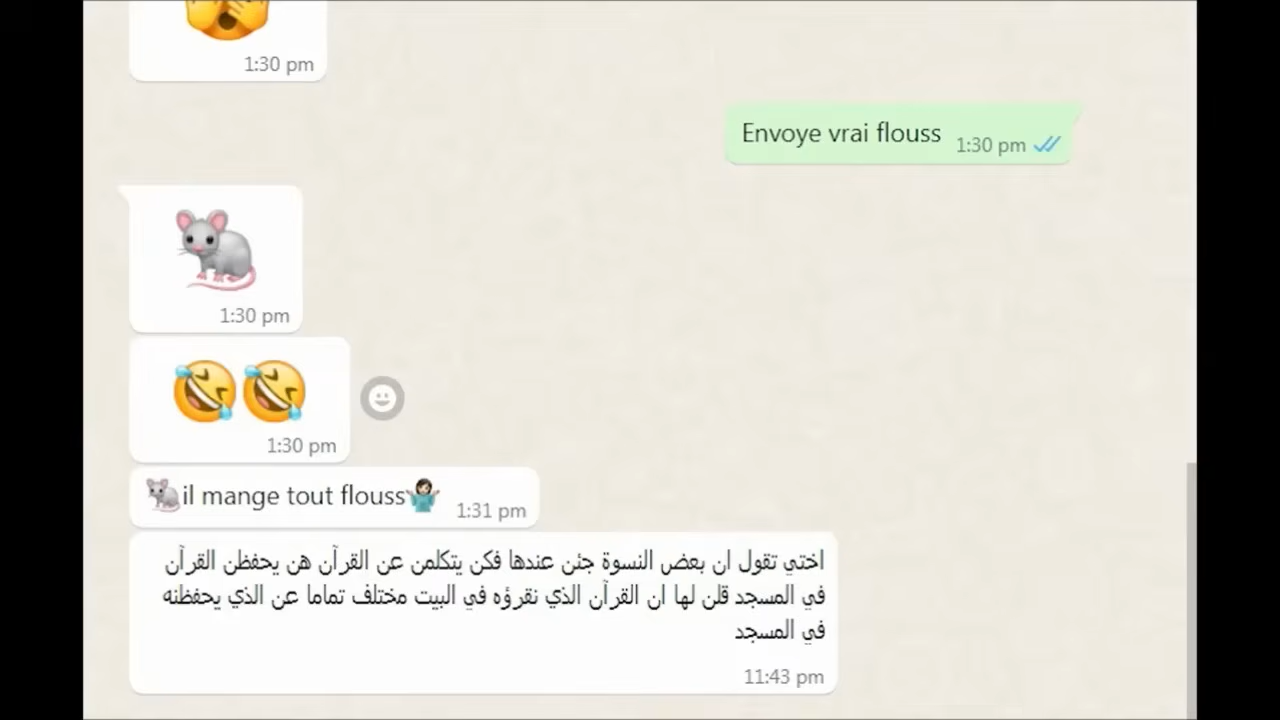 1:30 pm
Envoye vrai flouss 1:30 pm
1:30 pm
1:30 pm
il mange tout flouss 1:31 pm
اختي تقول ان بعض النسوة جئن عندها فكن يتكلمن عن القرآن هن يحفظن القرآن
في المسجد قلن لها ان القرآن الذي نقرؤه في البيت مختلف تماما عن الذي يحفظنه
في المسجد
11:43 pm